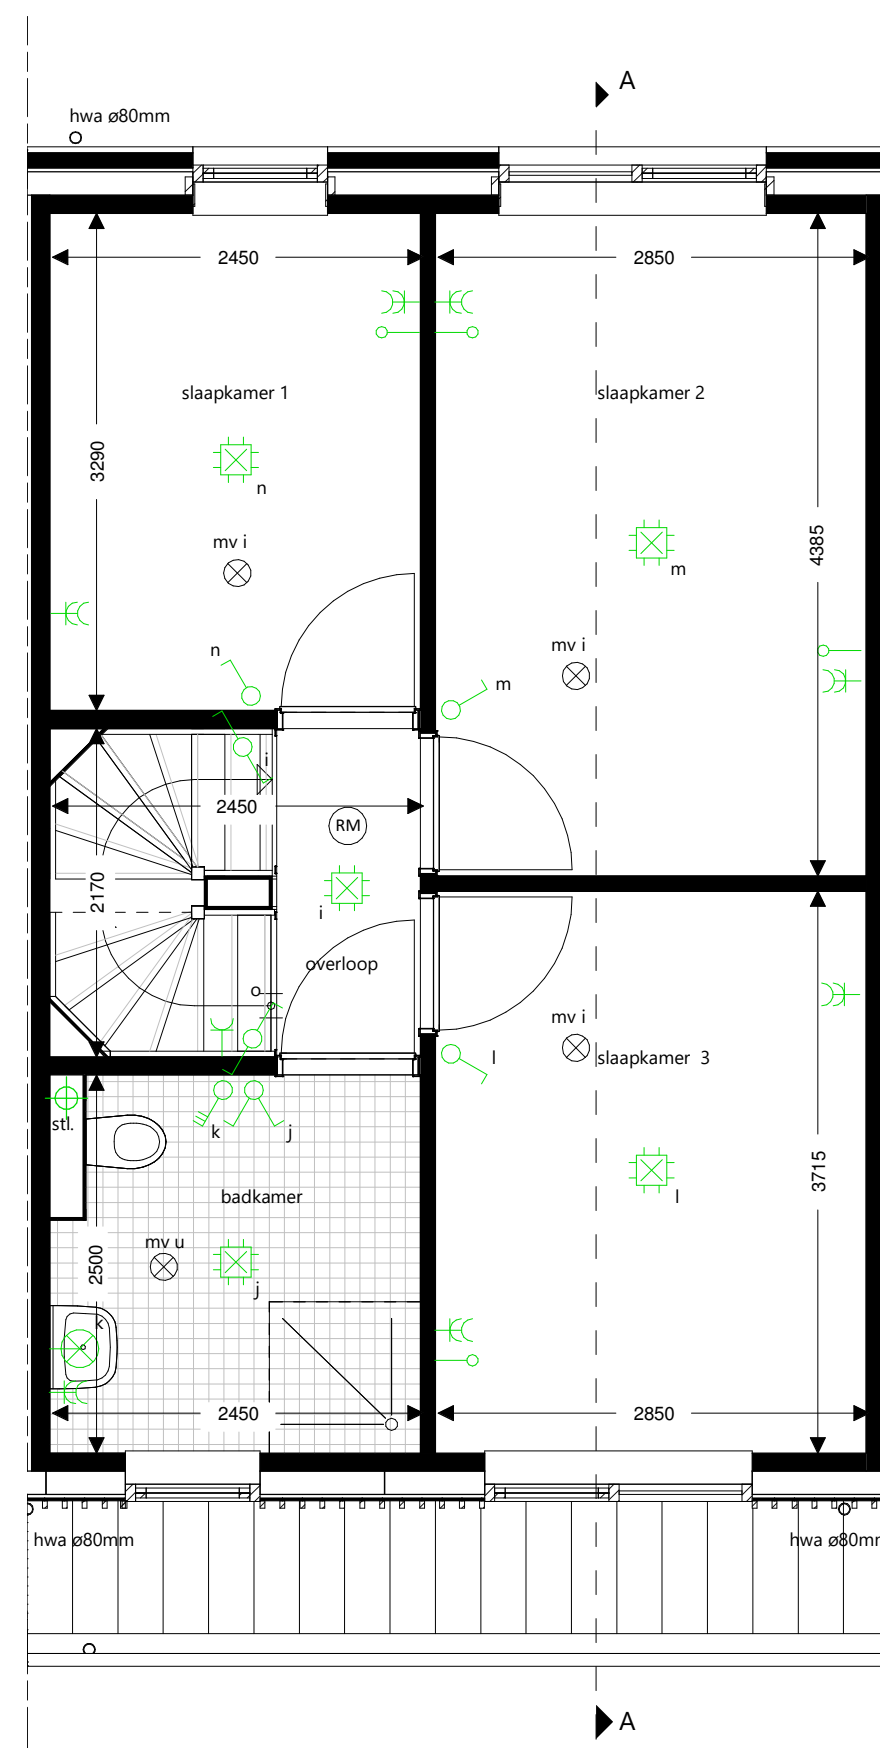 A
hwa ø80mm
2450
2850
slaapkamer 1
slaapkamer 2
3290
n
4385
mv i
m
mv i
n
m
i
2450
RM
2170
i
overloop
o
mv i
l
slaapkamer 3
stl.
k
j
3715
badkamer
l
mv u
2500
j
k
2450
2850
hwa ø80mm
hwa ø80mm
A